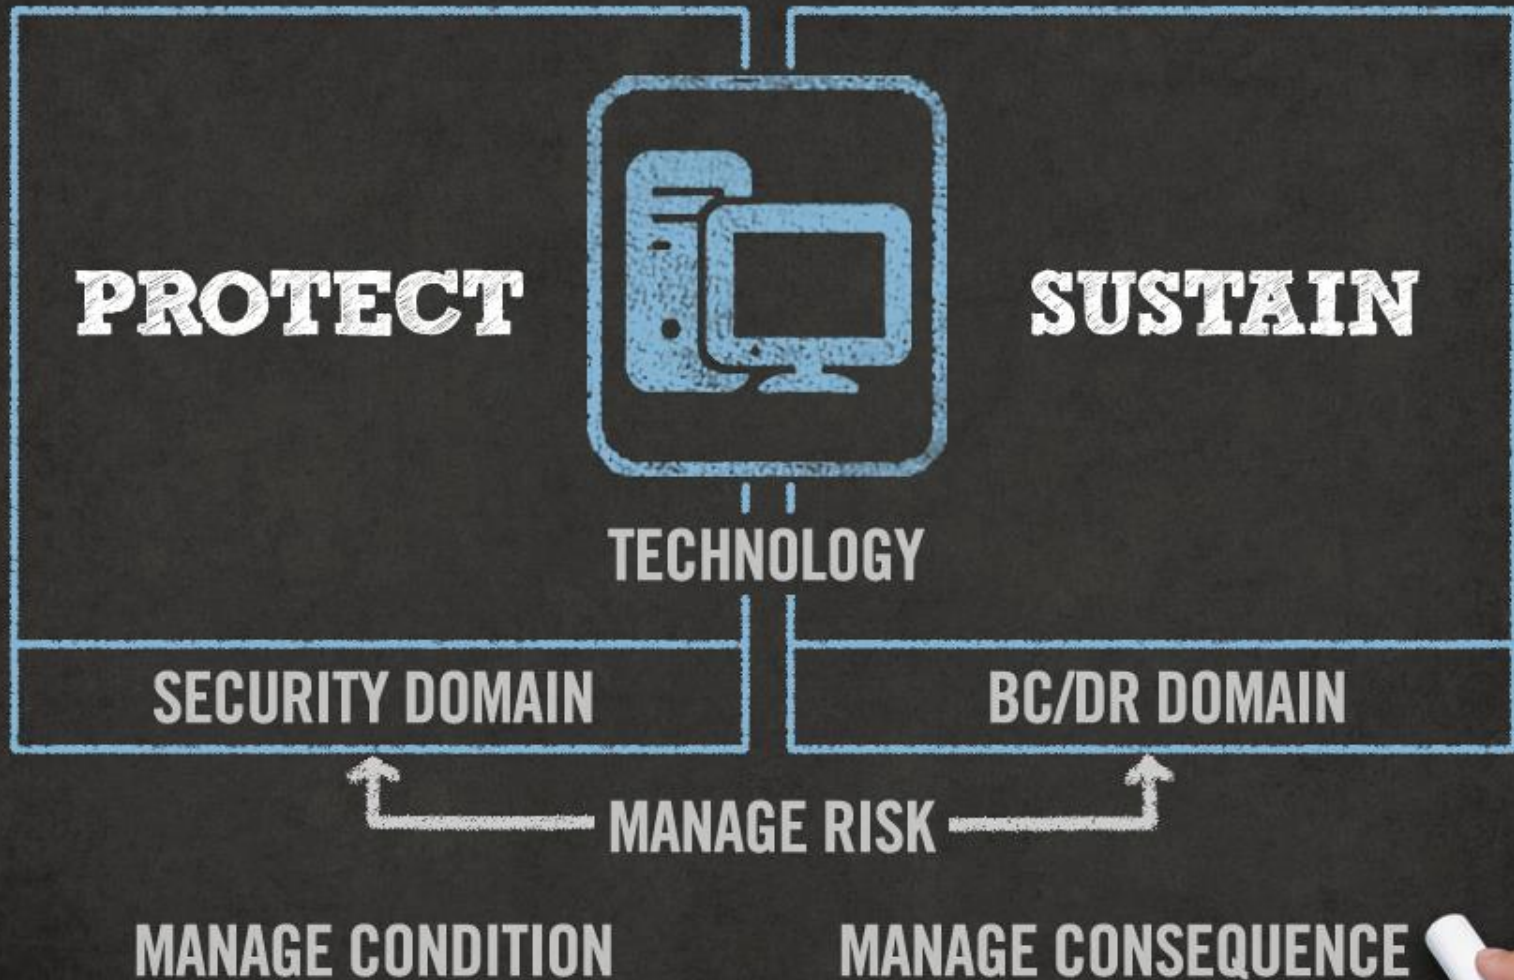 PROTECT
SUSTAIN
TECHNOLOGY
SECURITY DOMAIN
BC/DR DOMAIN
MANAGE RISK
MANAGE CONDITION
MANAGE CONSEQUENCE